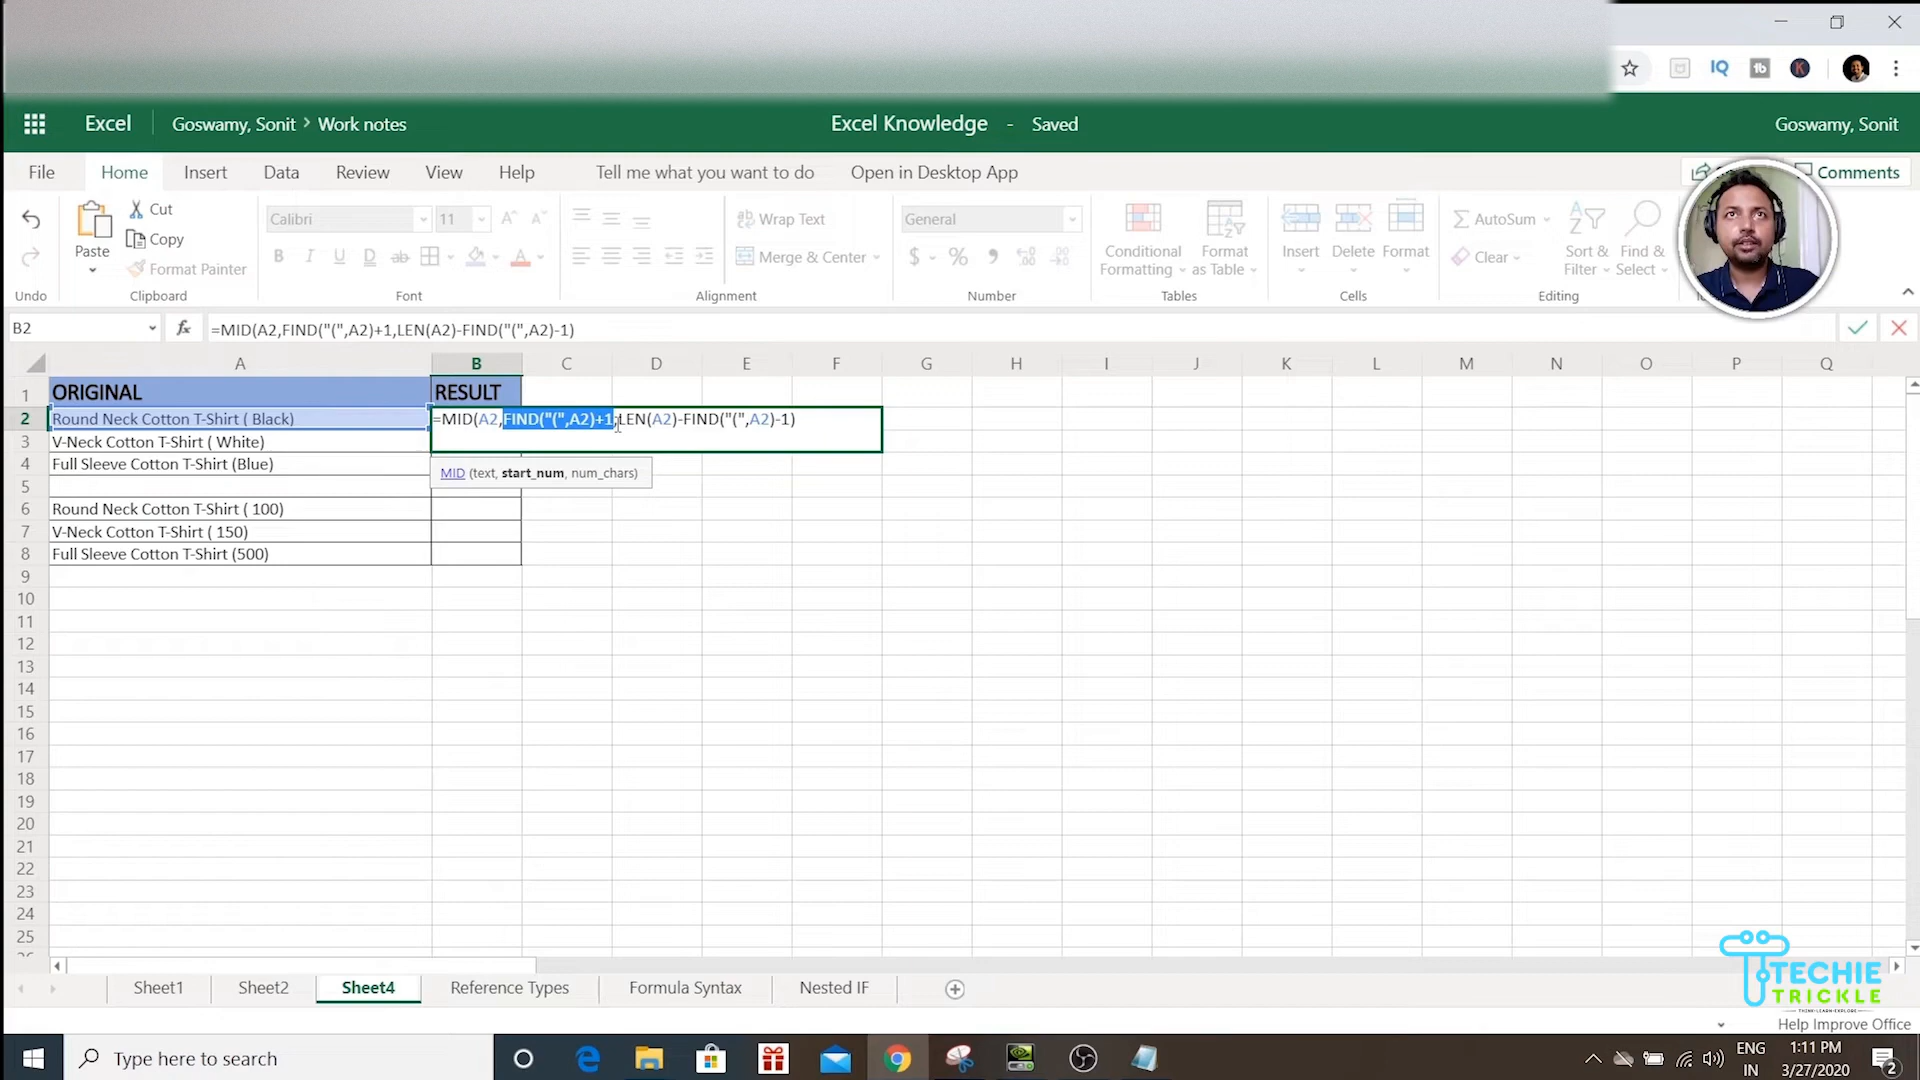 IQ
K
Excel
Goswamy, Sonit > Work notes
Excel Knowledge - Saved
Goswamy, Sonit
File
Home
Insert
Data
Review
View
Help
Tell me what you want to do
Open in Desktop App
Comments
Undo
Paste
Cut
Copy
Format Painter
Clipboard
Calibri
11
B I U D ab
Font
Wrap Text
Merge & Center
Alignment
General
$ % 9
Number
Conditional Formatting
Format as Table
Tables
Insert
Delete
Format
Cells
AutoSum
Clear
Sort & Filter
Find & Select
Editing
B2
fx
=MID(A2,FIND("(",A2)+1,LEN(A2)-FIND("(",A2)-1)
A B C D E F G H I J K L M N O P Q
1 ORIGINAL RESULT
2 Round Neck Cotton T-Shirt ( Black) =MID(A2,FIND("(",A2)+1,LEN(A2)-FIND("(",A2)-1)
3 V-Neck Cotton T-Shirt ( White)
4 Full Sleeve Cotton T-Shirt (Blue)
MID (text, start_num, num_chars)
5
6 Round Neck Cotton T-Shirt ( 100)
7 V-Neck Cotton T-Shirt ( 150)
8 Full Sleeve Cotton T-Shirt (500)
9
10
11
12
13
14
15
16
17
18
19
20
21
22
23
24
25
Sheet1
Sheet2
Sheet4
Reference Types
Formula Syntax
Nested IF
TECHIE
TRICKLE
THINK-LEARN-EXPLORE
Help Improve Office
Type here to search
ENG
IN
1:11 PM
3/27/2020
2